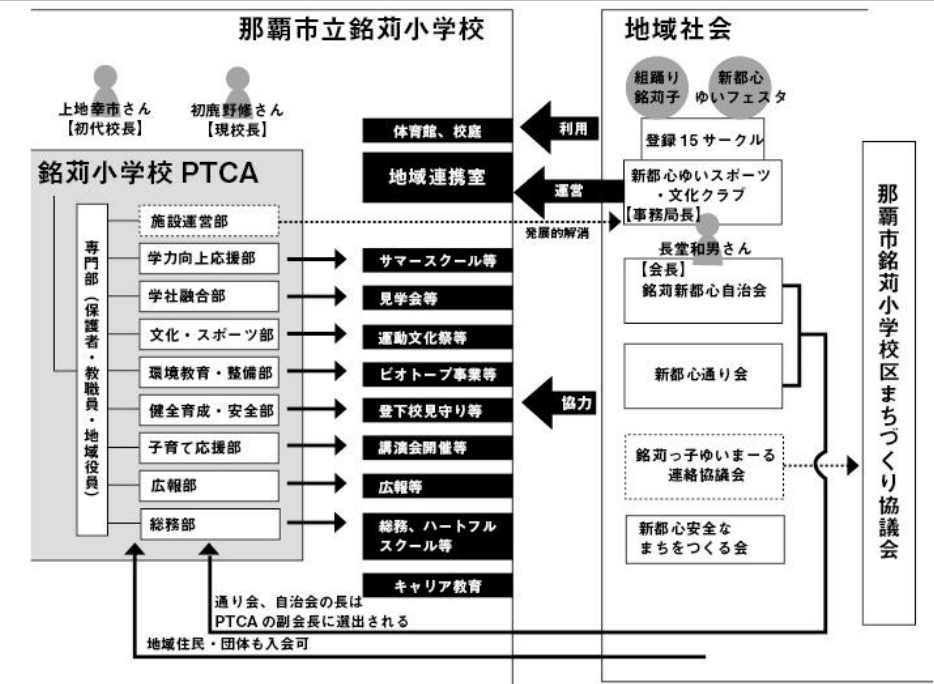 那覇市立銘苅小学校
上地幸市さん
【初代校長】
初鹿野修さん
【現校長】
銘苅小学校 PTCA
専門部（保護者・教職員・地域役員）
施設運営部
学力向上応援部
学社融合部
文化・スポーツ部
環境教育・整備部
健全育成・安全部
子育て応援部
広報部
総務部
体育館、校庭
地域連携室
サマースクール等
見学会等
運動文化祭等
ビオトープ事業等
登下校見守り等
講演会開催等
広報等
総務、ハートフル
スクール等
キャリア教育
利用
運営
発展的解消
協力
地域社会
組踊り
銘苅子
新都心
ゆいフェスタ
登録 15 サークル
新都心ゆいスポーツ
・文化クラブ
【事務局長】
長堂和男さん
【会長】
銘苅新都心自治会
新都心通り会
銘苅っ子ゆいまーる
連絡協議会
新都心安全な
まちをつくる会
那覇市銘苅小学校区まちづくり協議会
通り会、自治会の長は
PTCA の副会長に選出される
地域住民・団体も入会可